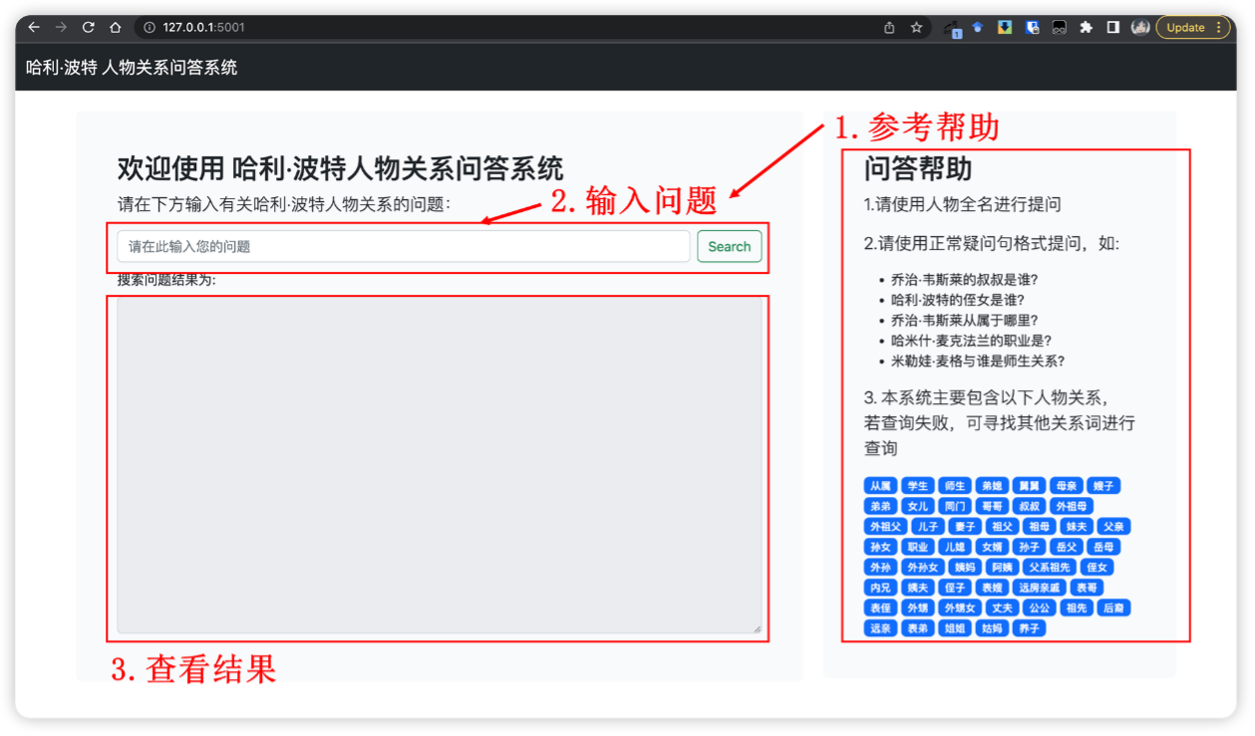 127.0.0.1:5001
1
Update
哈利·波特 人物关系问答系统
1.参考帮助
欢迎使用 哈利·波特人物关系问答系统
请在下方输入有关哈利·波特人物关系的问题：
2.输入问题
请在此输入您的问题
Search
搜索问题结果为:
3.查看结果
问答帮助
1.请使用人物全名进行提问
2.请使用正常疑问句格式提问，如:
• 乔治·韦斯莱的叔叔是谁?
• 哈利·波特的侄女是谁?
• 乔治·韦斯莱从属于哪里?
• 哈米什·麦克法兰的职业是?
• 米勒娃·麦格与谁是师生关系?
3. 本系统主要包含以下人物关系，
若查询失败，可寻找其他关系词进行
查询
从属 学生 师生 弟媳 舅舅 母亲 嫂子
弟弟 女儿 同门 哥哥 叔叔 外祖母
外祖父 儿子 妻子 祖父 祖母 妹夫 父亲
孙女 职业 儿媳 女婿 孙子 岳父 岳母
外孙 外孙女 姨妈 阿姨 父系祖先 侄女
内兄 姨夫 侄子 表嫂 远房亲戚 表哥
表侄 外甥 外甥女 丈夫 公公 祖先 后裔
远亲 表弟 姐姐 姑妈 养子